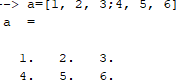 --> a=[1, 2, 3;4, 5, 6]
a  =
1.   2.   3.
4.   5.   6.